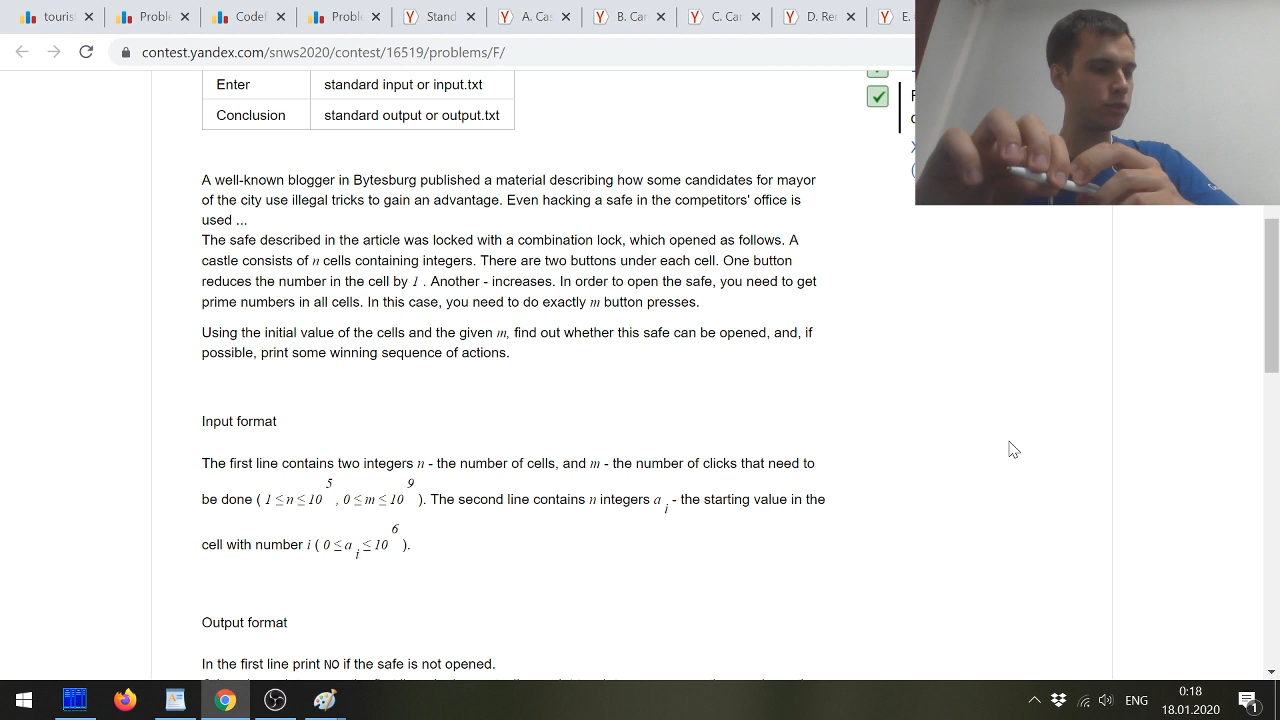 touris
Proble
Codef
Proble
Stand
A. Cas
B. Can
C. Col
D. Ren
E.
contest.yandex.com/snws2020/contest/16519/problems/F/
Enter standard input or input.txt
Conclusion standard output or output.txt
A well-known blogger in Bytesburg published a material describing how some candidates for mayor
of the city use illegal tricks to gain an advantage. Even hacking a safe in the competitors' office is
used ...
The safe described in the article was locked with a combination lock, which opened as follows. A
castle consists of n cells containing integers. There are two buttons under each cell. One button
reduces the number in the cell by 1 . Another - increases. In order to open the safe, you need to get
prime numbers in all cells. In this case, you need to do exactly m button presses.
Using the initial value of the cells and the given m, find out whether this safe can be opened, and, if
possible, print some winning sequence of actions.
Input format
The first line contains two integers n - the number of cells, and m - the number of clicks that need to
be done ( 1 ≤n ≤10 5 , 0 ≤m ≤10 9 ). The second line contains n integers a i - the starting value in the
cell with number i ( 0 ≤a i ≤10 6 ).
Output format
In the first line print NO if the safe is not opened.
ENG
0:18
18.01.2020
1